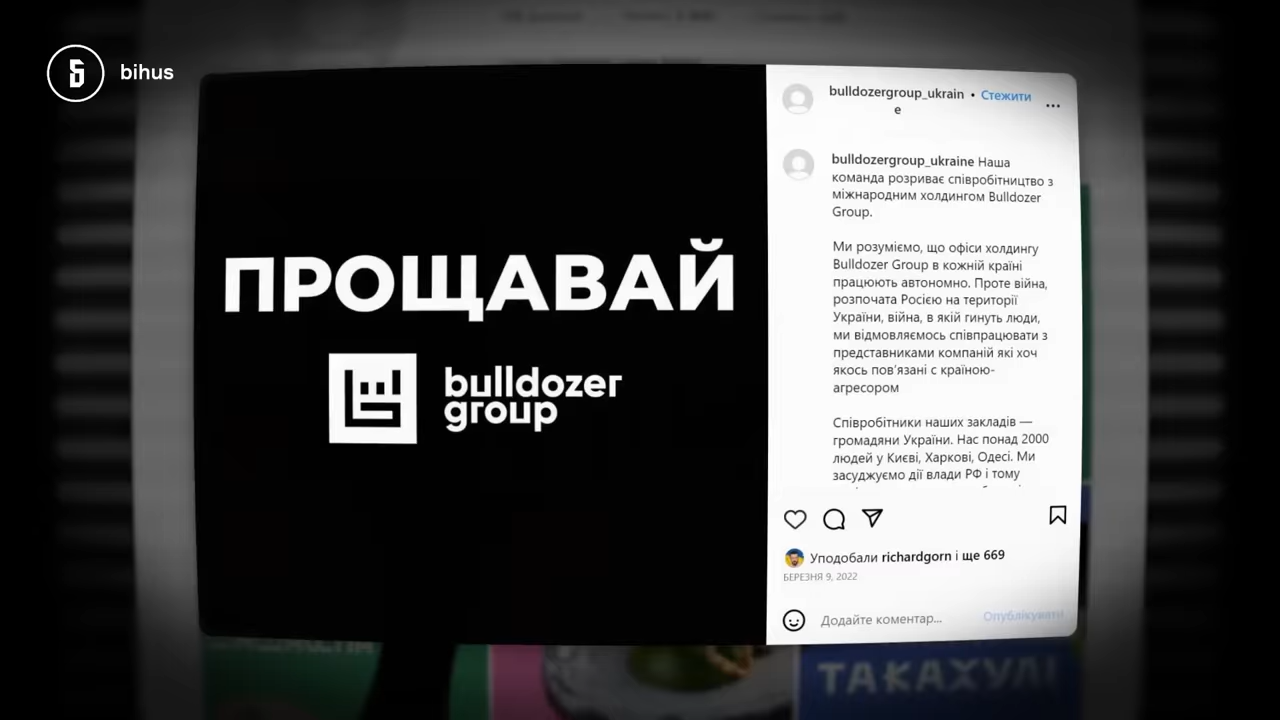 bihus
ПРОЩАВАЙ
bulldozer
group
bulldozergroup_ukrain • Стежити
e
bulldozergroup_ukraine Наша
команда розриває співробітництво з
міжнародним холдингом Bulldozer
Group.
Ми розуміємо, що офіси холдингу
Bulldozer Group в кожній країні
працюють автономно. Проте війна,
розпочата Росією на території
України, війна, в якій гинуть люди,
ми відмовляємось співпрацювати з
представниками компаній які хоч
якось пов’язані с країною-
агресором
Співробітники наших закладів —
громадяни України. Нас понад 2000
людей у Києві, Харкові, Одесі. Ми
засуджуємо дії влади РФ і тому
Уподобали richardgorn і ще 669
БЕРЕЗНЯ 9, 2022
Додайте коментар... Опублікувати
ТАКАХУЛІ